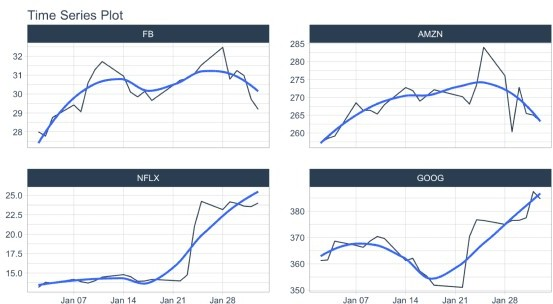 Time Series Plot
FB
AMZN
32
31
30
29
28
285
280
275
270
265
260
NFLX
GOOG
25.0
22.5
20.0
17.5
15.0
380
370
360
350
Jan 07 Jan 14 Jan 21 Jan 28
Jan 07 Jan 14 Jan 21 Jan 28